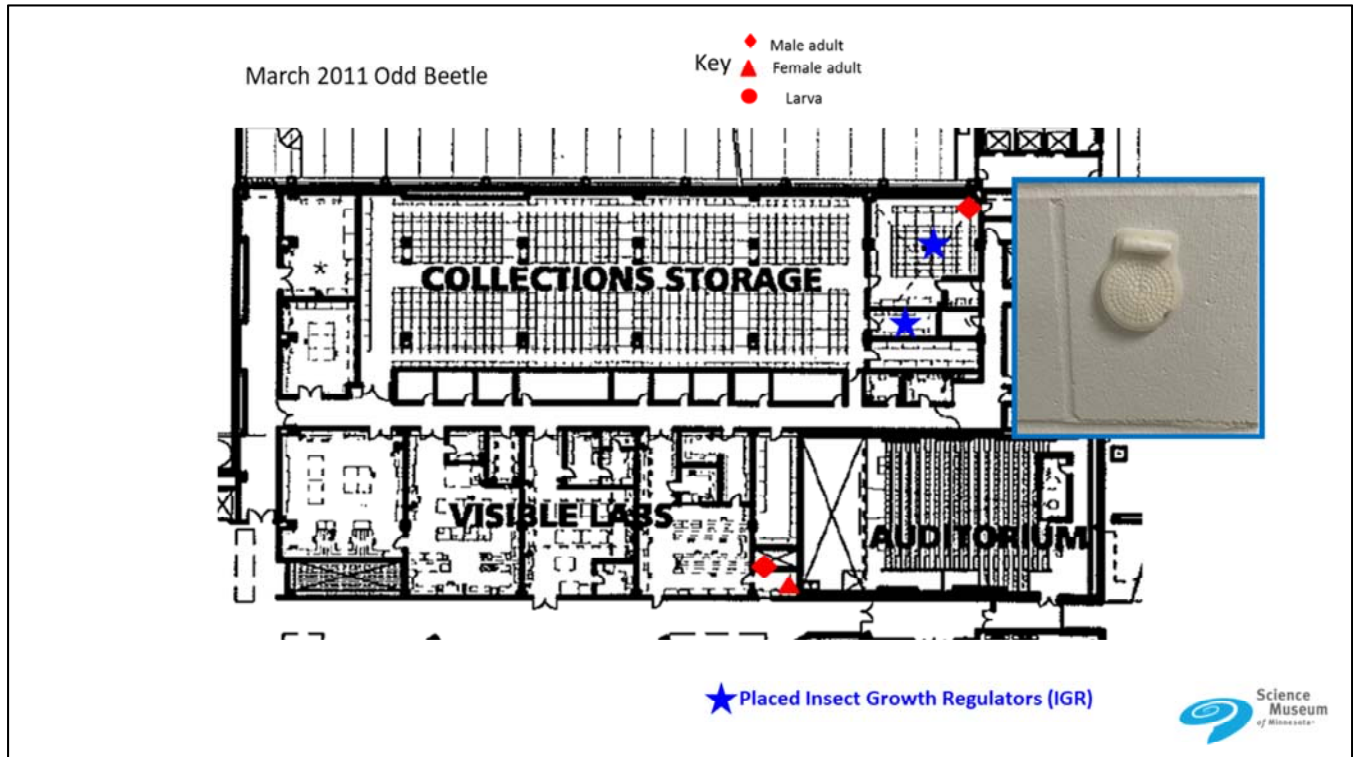 March 2011 Odd Beetle
Key
Male adult
Female adult
Larva
COLLECTIONS STORAGE
VISIBLE LABS
AUDITORIUM
Placed Insect Growth Regulators (IGR)
Science
Museum
of Minnesota